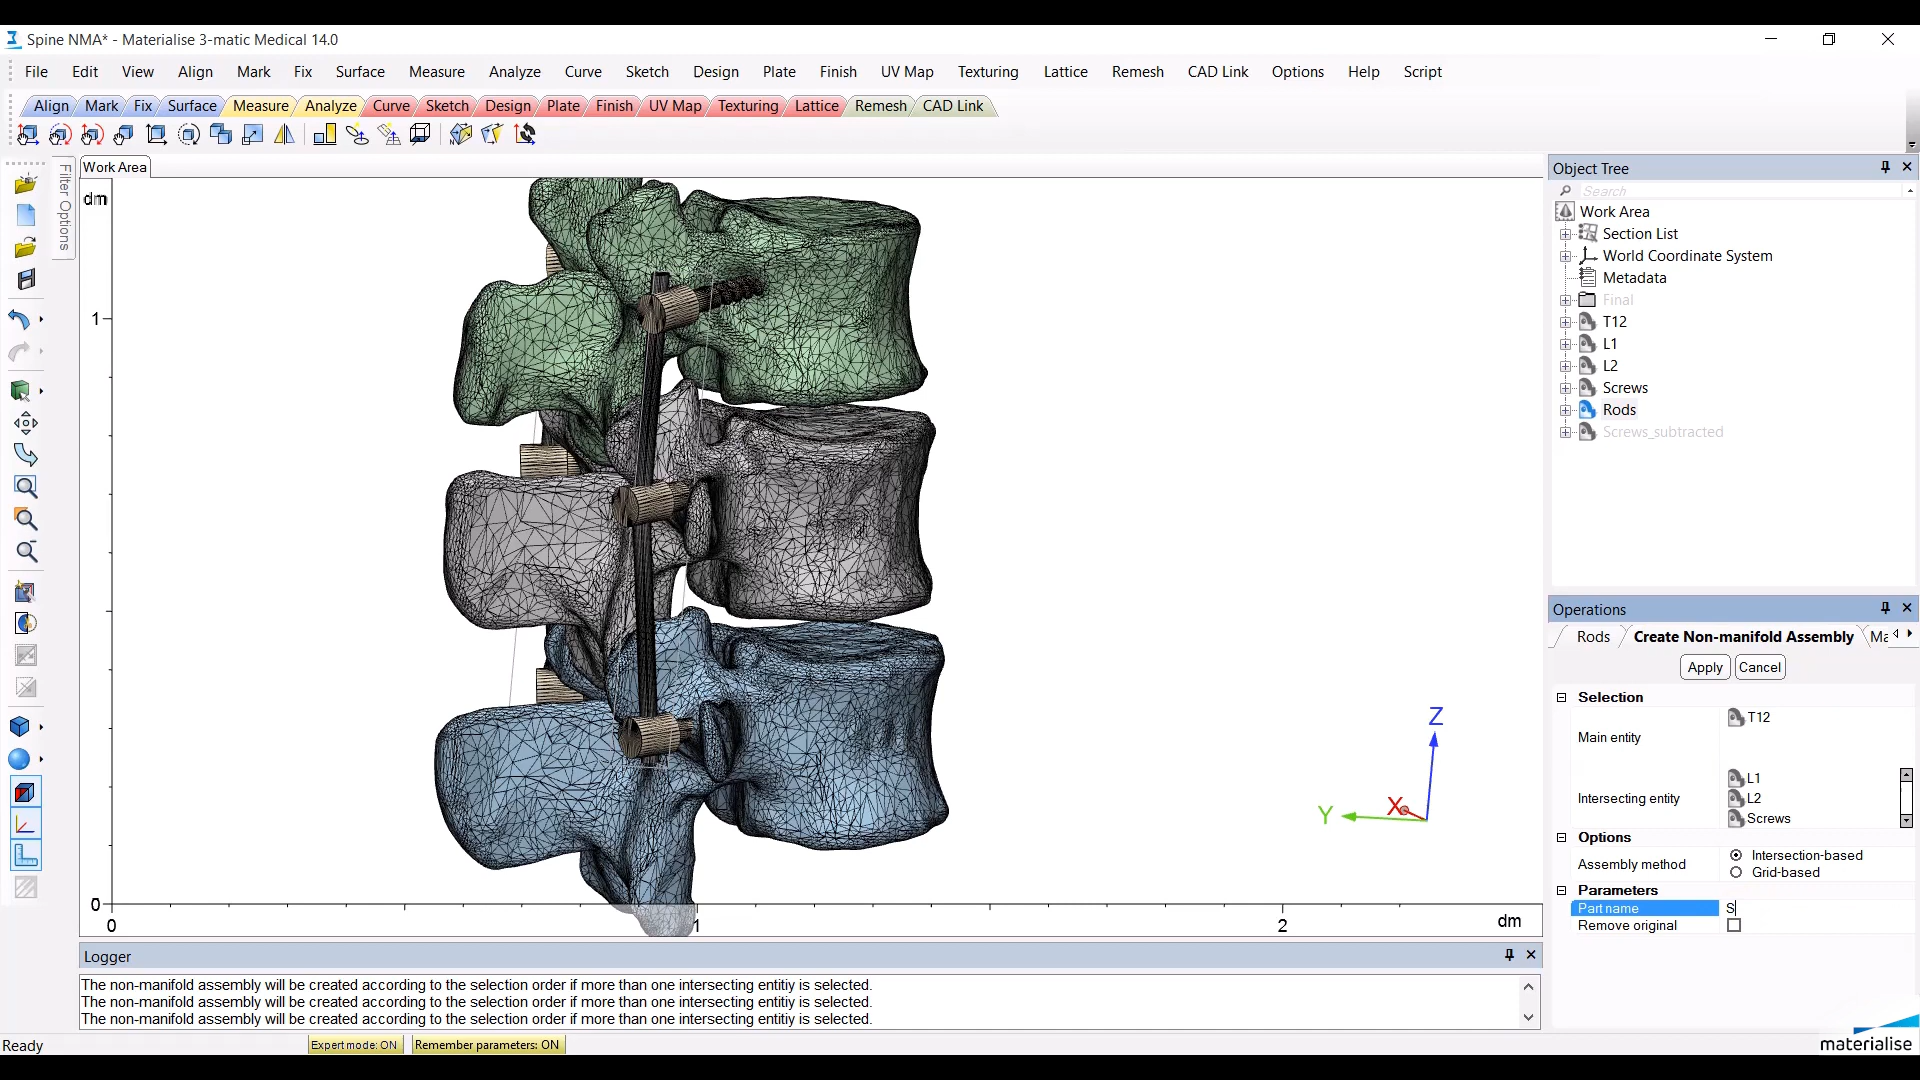 Spine NMA* - Materialise 3-matic Medical 14.0
File Edit View Align Mark Fix Surface Measure Analyze Curve Sketch Design Plate Finish UV Map Texturing Lattice Remesh CAD Link Options Help Script
Align Mark Fix Surface Measure Analyze Curve Sketch Design Plate Finish UV Map Texturing Lattice Remesh CAD Link
Filter Options
Work Area
dm
1
0
0
1
2
dm
Z
Y
X
Object Tree
Search
Work Area
Section List
World Coordinate System
Metadata
Final
T12
L1
L2
Screws
Rods
Screws_subtracted
Operations
Rods Create Non-manifold Assembly Ma
Apply Cancel
Selection
Main entity T12
Intersecting entity L1
L2
Screws
Options
Assembly method Intersection-based
Grid-based
Parameters
Part name S
Remove original
Logger
The non-manifold assembly will be created according to the selection order if more than one intersecting entitiy is selected.
The non-manifold assembly will be created according to the selection order if more than one intersecting entitiy is selected.
The non-manifold assembly will be created according to the selection order if more than one intersecting entitiy is selected.
Ready Expert mode: ON Remember parameters: ON
materialise